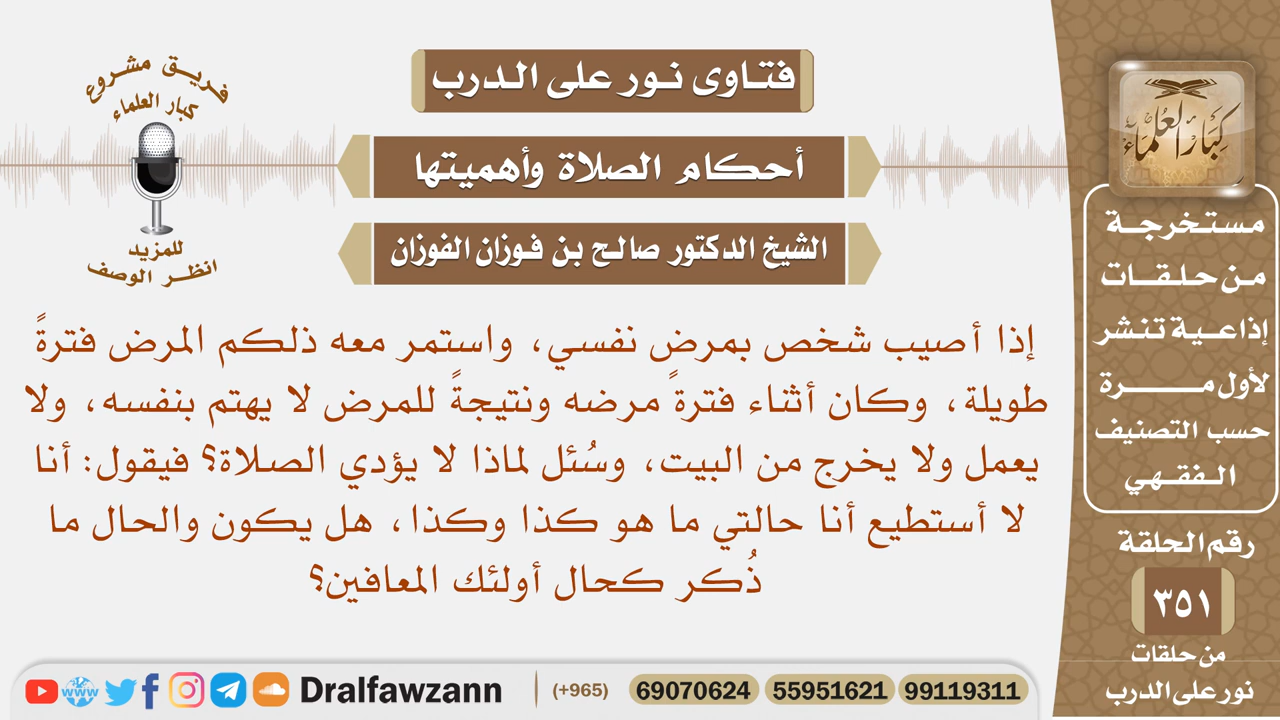 فتاوى نور على الدرب
أحكام الصلاة وأهميتها
الشيخ الدكتور صالح بن فوزان الفوزان
فريق مشروع
كبار العلماء
للمزيد
انظر الوصف
إذا أصيب شخص بمرض نفسي، واستمر معه ذلكم المرض فترةً
طويلة، وكان أثناء فترةً مرضه ونتيجةً للمرض لا يهتم بنفسه، ولا
يعمل ولا يخرج من البيت، وسُئل لماذا لا يؤدي الصلاة؟ فيقول: أنا
لا أستطيع أنا حالتي ما هو كذا وكذا، هل يكون والحال ما
ذُكر كحال أولئك المعافين؟
كبار العلماء
مستخرجة
من حلقات
إذاعية تنشر
لأول مرة
حسب التصنيف
الفقهي
رقم الحلقة
٣٥١
من حلقات
نور على الدرب
www
Dralfawzann
(+965) 69070624 55951621 99119311